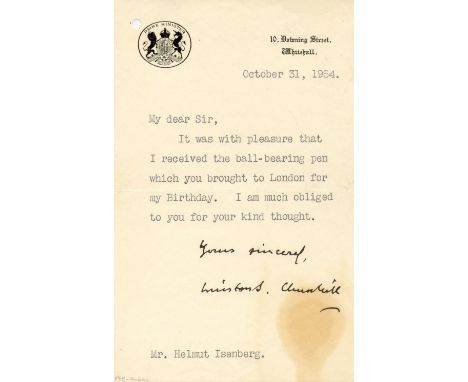 PRIME MINISTER
10, Downing Street,
Whitehall.
October 31, 1954.
My dear Sir,
It was with pleasure that
I received the ball-bearing pen
which you brought to London for
my Birthday. I am much obliged
to you for your kind thought.
Yours sincerely,
Winston S. Churchill
Mr. Helmut Isenberg.